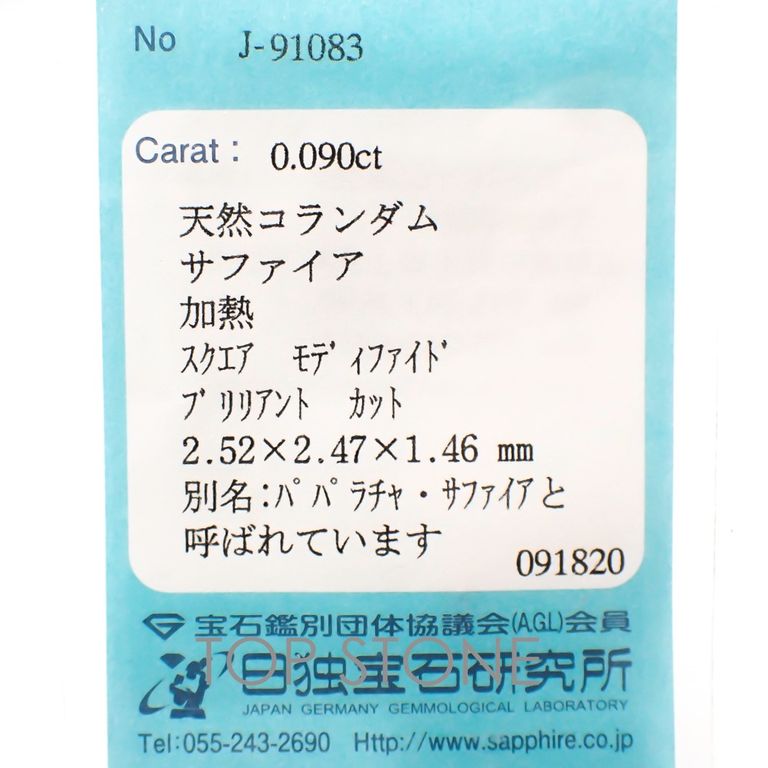 No J-91083
Carat: 0.090ct
天然コランダム
サファイア
加熱
ｽｸｴｱ ﾓﾃﾞｨﾌｧｲﾄﾞ
ﾌﾞﾘﾘｱﾝﾄ ｶｯﾄ
2.52×2.47×1.46 mm
別名:ﾊﾟﾊﾟﾗﾁｬ・ｻﾌｧｲｱと
呼ばれています
091820
宝石鑑別団体協議会(A.G.L)会員
TOP STONE
日独宝石研究所
JAPAN GERMANY GEMMOLOGICAL LABORATORY
Tel:055-243-2690 Http://www.sapphire.co.jp